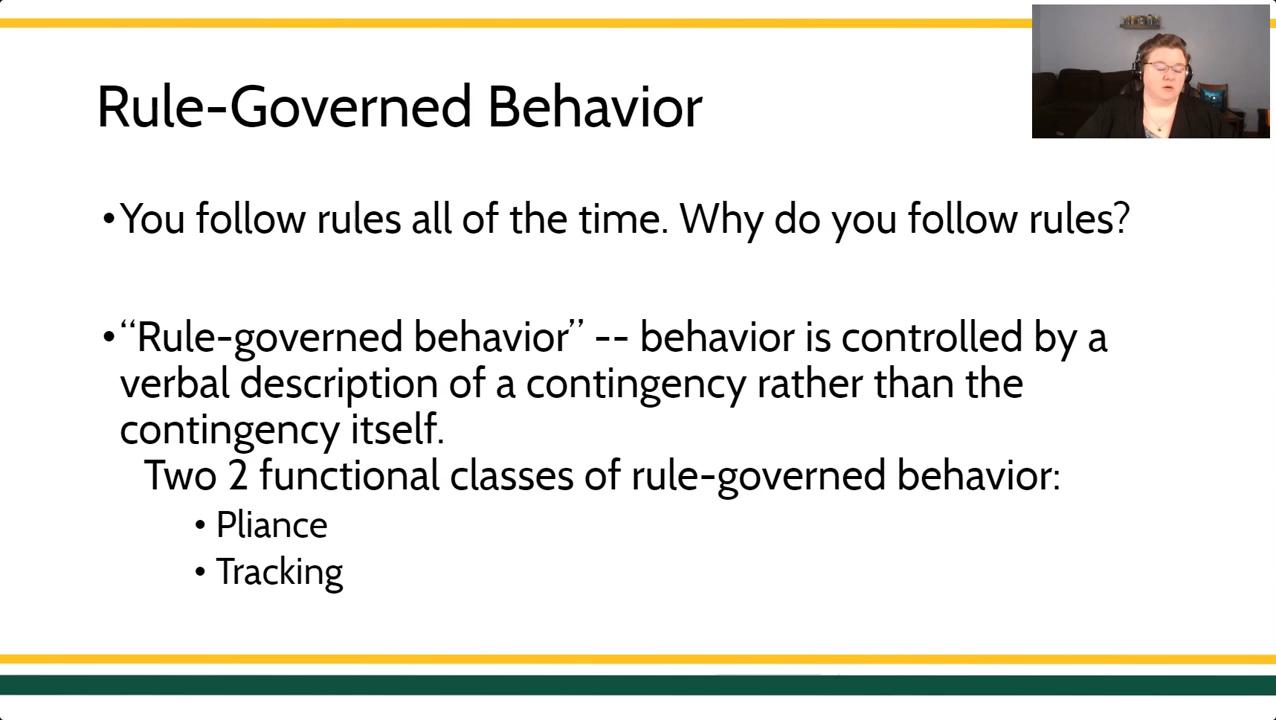 Rule-Governed Behavior
•You follow rules all of the time. Why do you follow rules?
•“Rule-governed behavior” -- behavior is controlled by a
verbal description of a contingency rather than the
contingency itself.
Two 2 functional classes of rule-governed behavior:
• Pliance
• Tracking